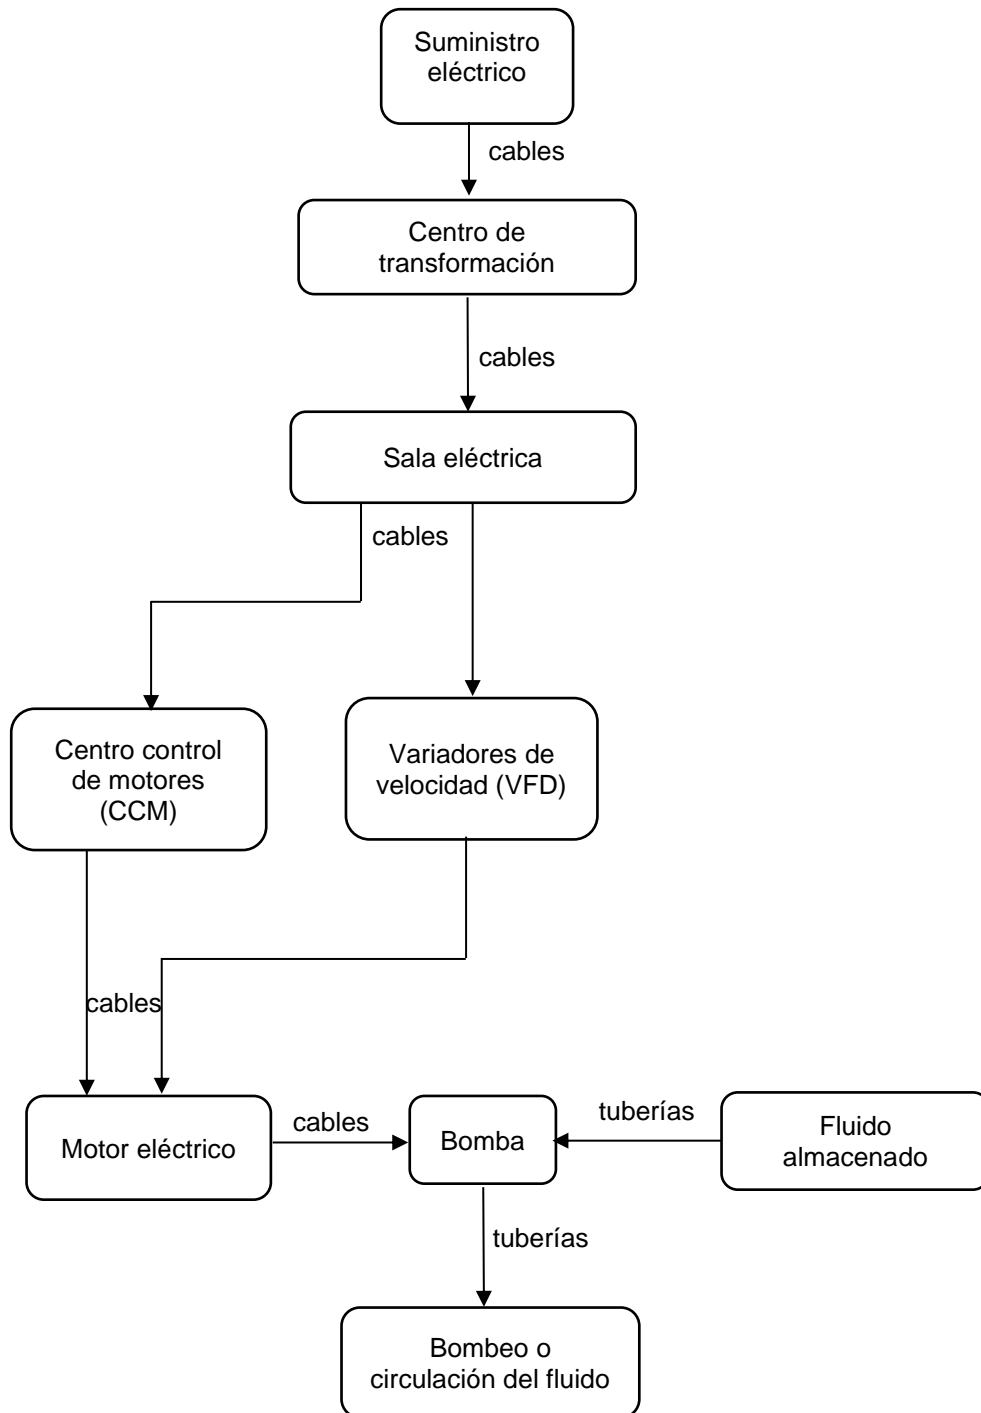 Suministro
eléctrico
cables
Centro de
transformación
cables
Sala eléctrica
cables
Centro control
de motores
(CCM)
Variadores de
velocidad (VFD)
cables
Motor eléctrico
cables
Bomba
tuberías
Fluido
almacenado
tuberías
Bombeo o
circulación del fluido